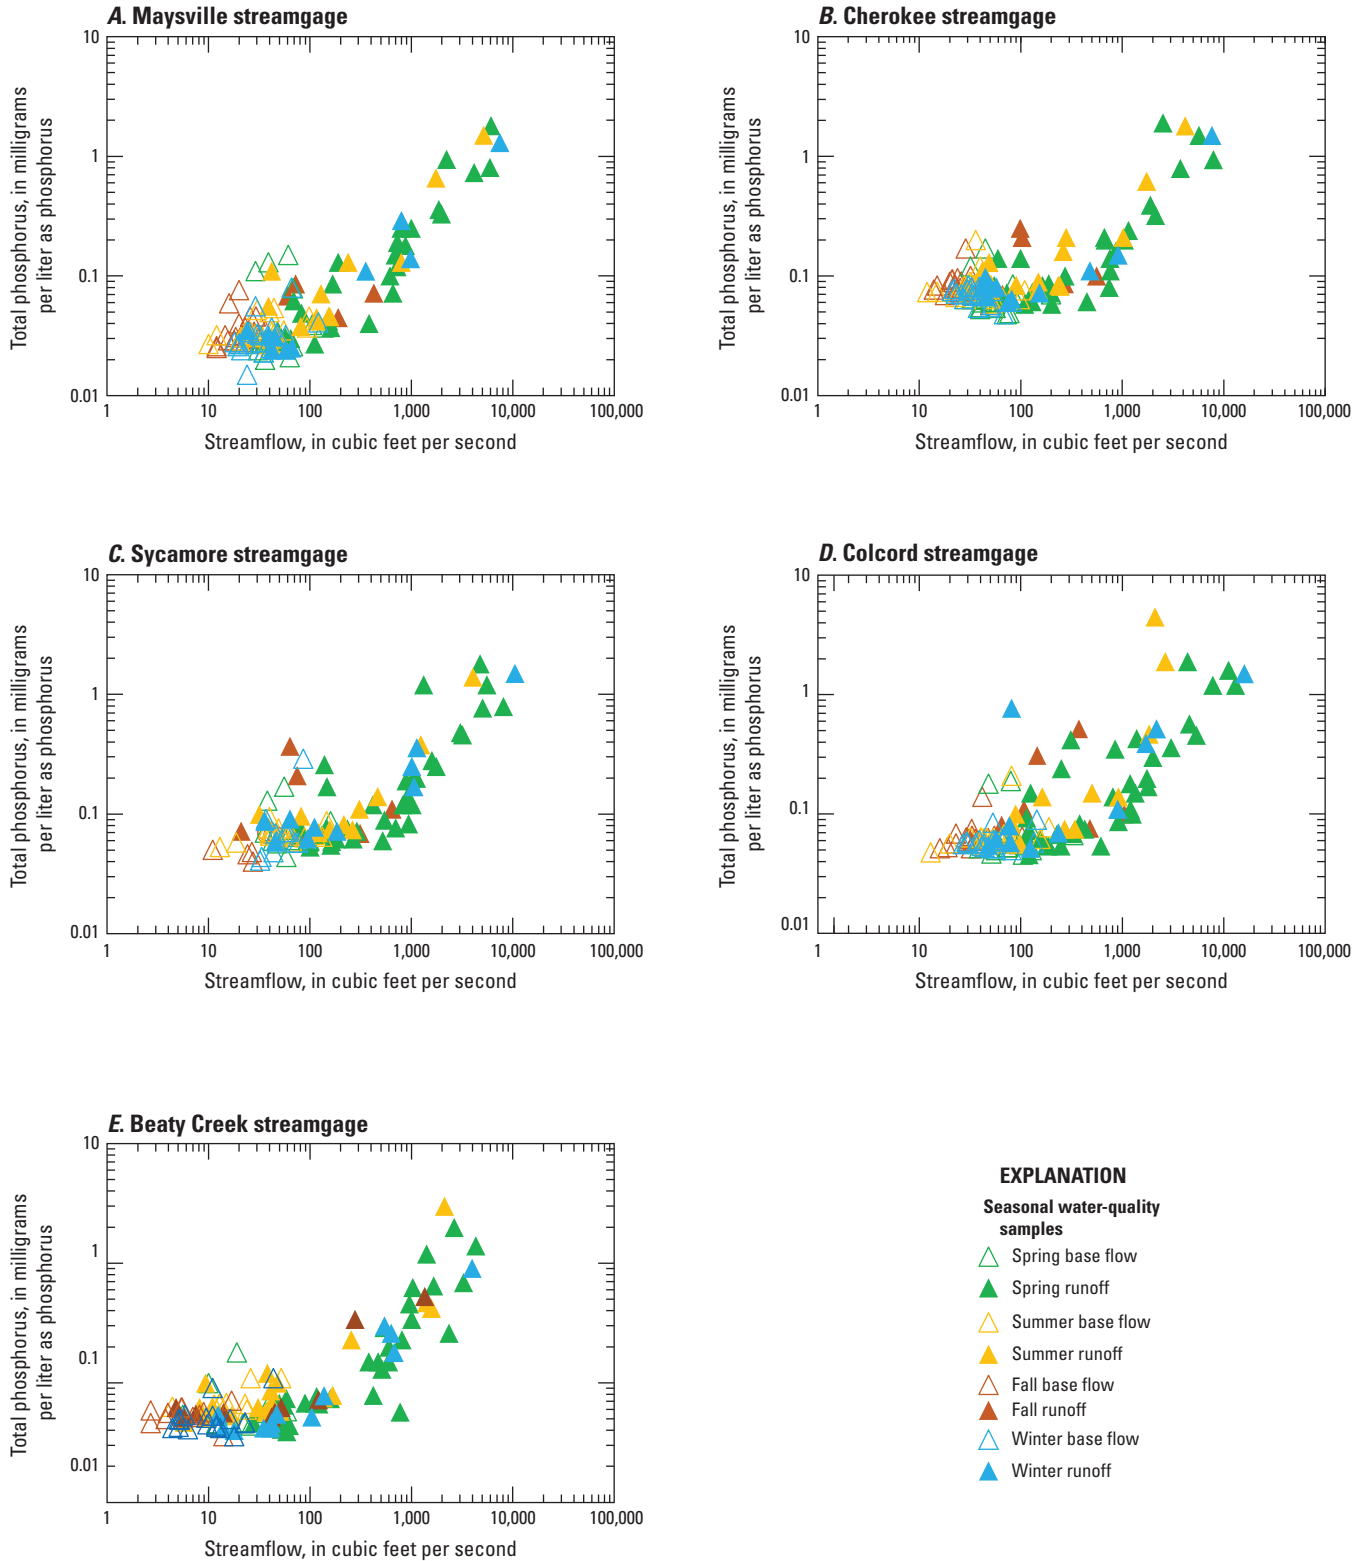 A. Maysville streamgage
10
1
0.1
0.01
Total phosphorus, in milligrams
per liter as phosphorus
1 10 100 1,000 10,000 100,000
Streamflow, in cubic feet per second
B. Cherokee streamgage
10
1
0.1
0.01
Total phosphorus, in milligrams
per liter as phosphorus
1 10 100 1,000 10,000 100,000
Streamflow, in cubic feet per second
C. Sycamore streamgage
10
1
0.1
0.01
Total phosphorus, in milligrams
per liter as phosphorus
1 10 100 1,000 10,000 100,000
Streamflow, in cubic feet per second
D. Colcord streamgage
10
1
0.1
0.01
Total phosphorus, in milligrams
per liter as phosphorus
1 10 100 1,000 10,000 100,000
Streamflow, in cubic feet per second
E. Beaty Creek streamgage
10
1
0.1
0.01
Total phosphorus, in milligrams
per liter as phosphorus
1 10 100 1,000 10,000 100,000
Streamflow, in cubic feet per second
EXPLANATION
Seasonal water-quality
samples
Spring base flow
Spring runoff
Summer base flow
Summer runoff
Fall base flow
Fall runoff
Winter base flow
Winter runoff